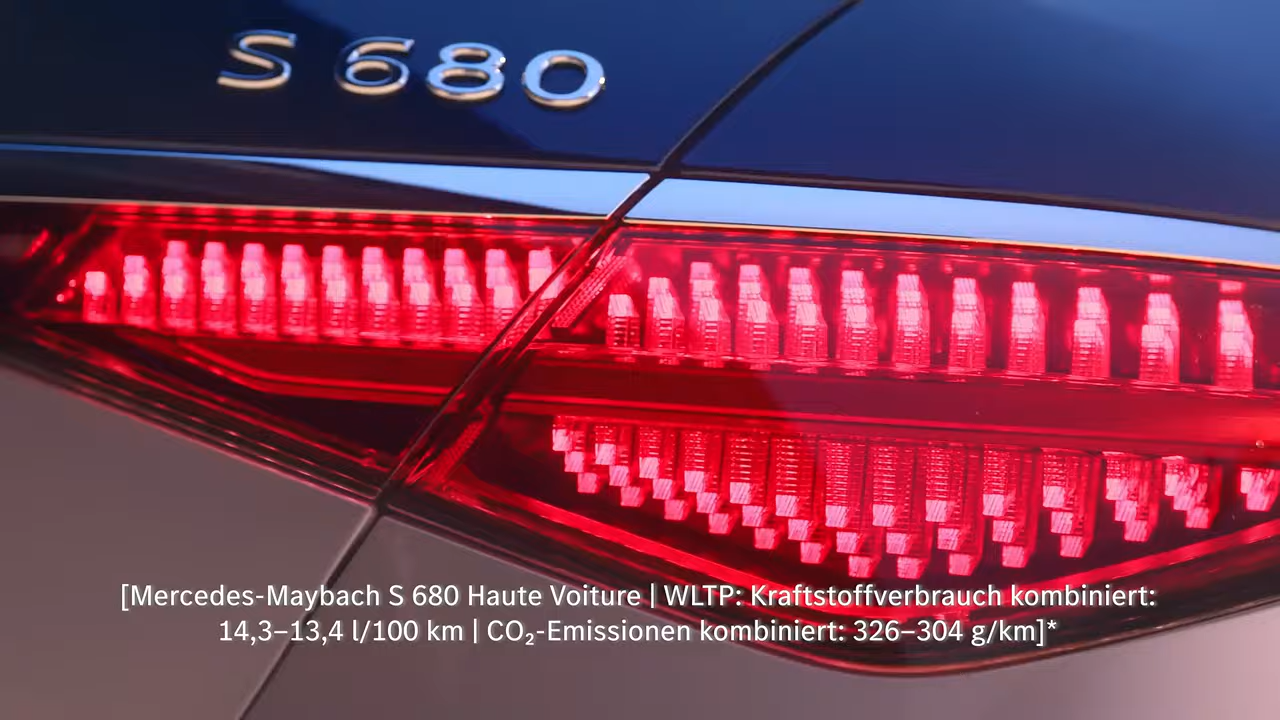 S 680
[Mercedes-Maybach S 680 Haute Voiture | WLTP: Kraftstoffverbrauch kombiniert:
14,3–13,4 l/100 km | CO₂-Emissionen kombiniert: 326–304 g/km]*